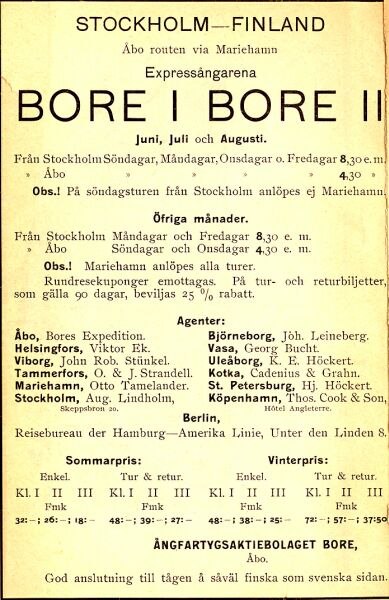 STOCKHOLM—FINLAND
Åbo routen via Mariehamn
Expressångarena
BORE I BORE II
Juni, Juli och Augusti.
Från Stockholm Söndagar, Måndagar, Onsdagar o. Fredagar 8,30 e. m.
» Åbo » » » » 4,30 »
Obs.! På söndagsturen från Stockholm anlöpes ej Mariehamn.
Öfriga månader.
Från Stockholm Måndagar och Fredagar 8,30 e. m.
» Åbo Söndagar och Onsdagar 4,30 e. m.
Obs.! Mariehamn anlöpes alla turer.
Rundresekuponger emottagas. På tur- och returbiljetter,
som gälla 90 dagar, beviljas 25 % rabatt.
Agenter:
Åbo, Bores Expedition. Björneborg, Joh. Leineberg.
Helsingfors, Viktor Ek. Vasa, Georg Bucht.
Viborg, John Rob. Stünkel. Uleåborg, K. E. Höckert.
Tammerfors, O. & J. Strandell. Kotka, Cadenius & Grahn.
Mariehamn, Otto Tamelander. St. Petersburg, Hj. Höckert.
Stockholm, Aug. Lindholm, Köpenhamn, Thos. Cook & Son,
Skeppsbron 20. Hôtel Angleterre.
Berlin,
Reisebureau der Hamburg—Amerika Linie, Unter den Linden 8.
Sommarpris: Vinterpris:
Enkel. Tur & retur. Enkel. Tur & retur.
Kl. I II III Kl. I II III Kl. I II III Kl. I II III
Fmk Fmk Fmk Fmk
32: —; 26: —; 18: — 48: —; 39: —; 27: — 48: —; 38: —; 25: — 72: —; 57: —; 37:50
ÅNGFARTYGSAKTIEBOLAGET BORE,
Åbo.
God anslutning till tågen å såväl finska som svenska sidan.